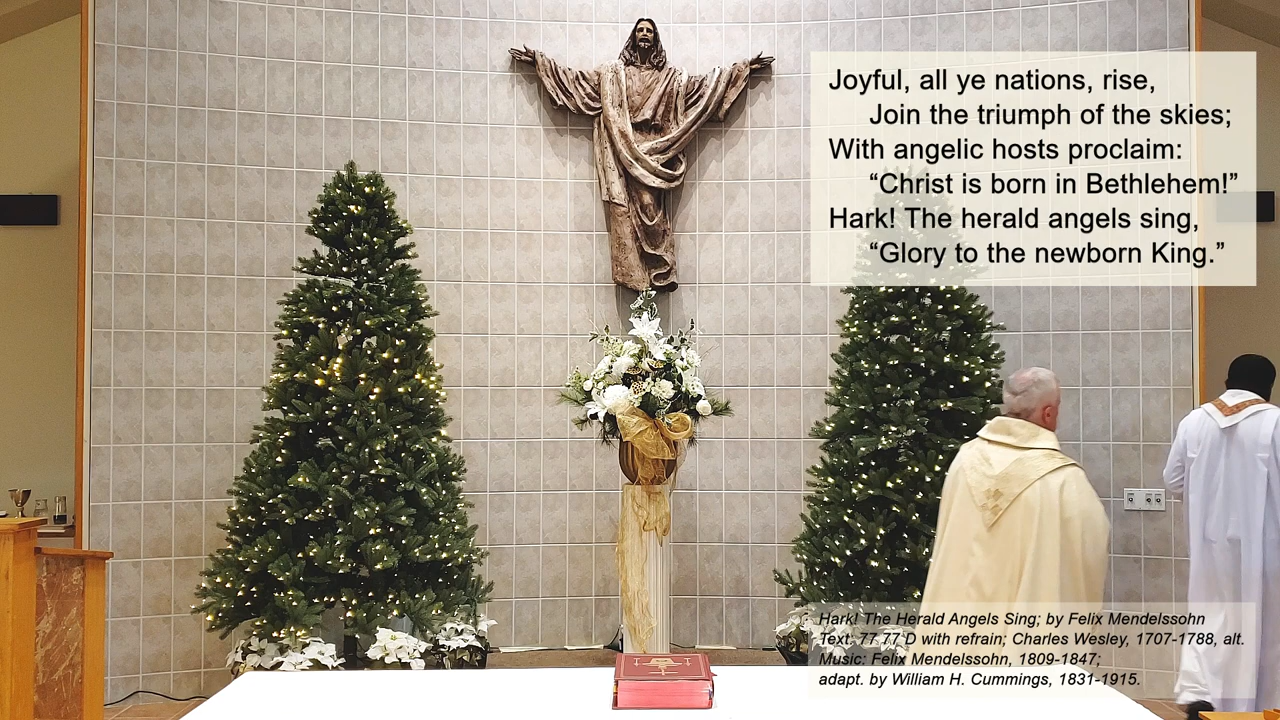 Joyful, all ye nations, rise,
Join the triumph of the skies;
With angelic hosts proclaim:
“Christ is born in Bethlehem!”
Hark! The herald angels sing,
“Glory to the newborn King.”
Hark! The Herald Angels Sing; by Felix Mendelssohn
Text: 77 77 D with refrain; Charles Wesley, 1707-1788, alt.
Music: Felix Mendelssohn, 1809-1847;
adapt. by William H. Cummings, 1831-1915.